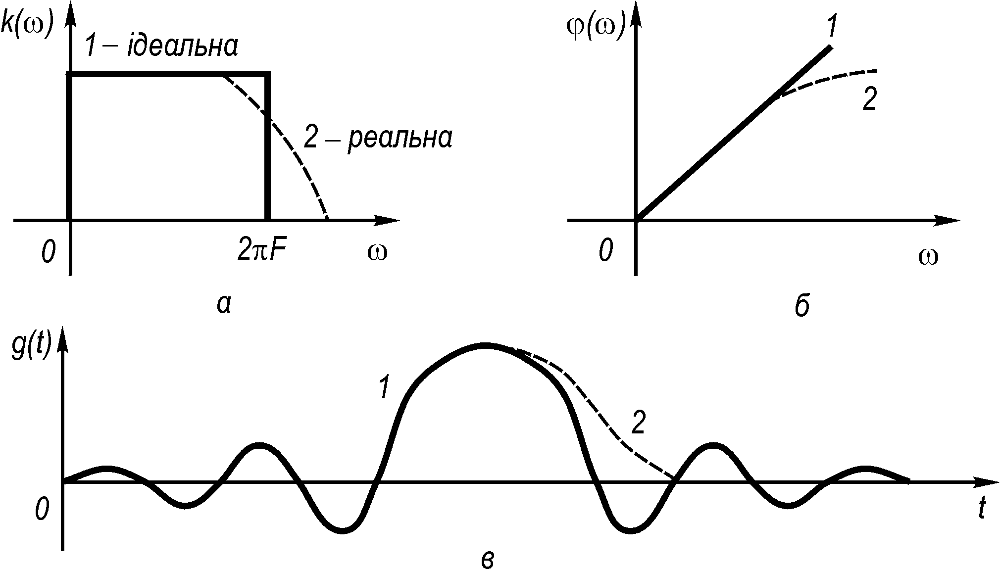 k(ω)
1 – ідеальна
2 – реальна
0
2πF
ω
а
φ(ω)
1
2
0
ω
б
g(t)
1
2
0
t
в